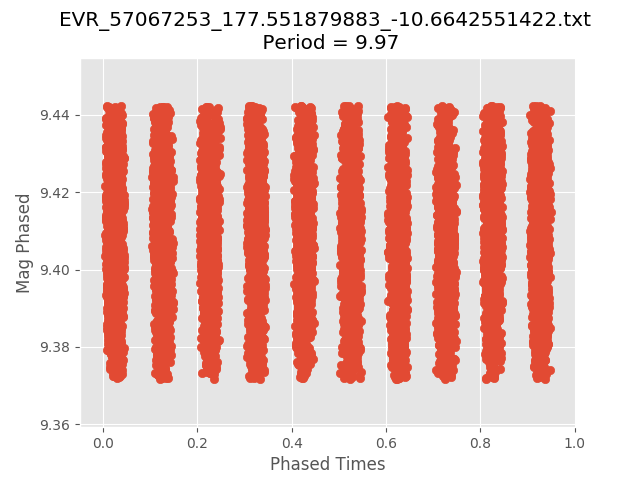 EVR_57067253_177.551879883_-10.6642551422.txt
Period = 9.97
Mag Phased
9.44
9.42
9.40
9.38
9.36
0.0 0.2 0.4 0.6 0.8 1.0
Phased Times